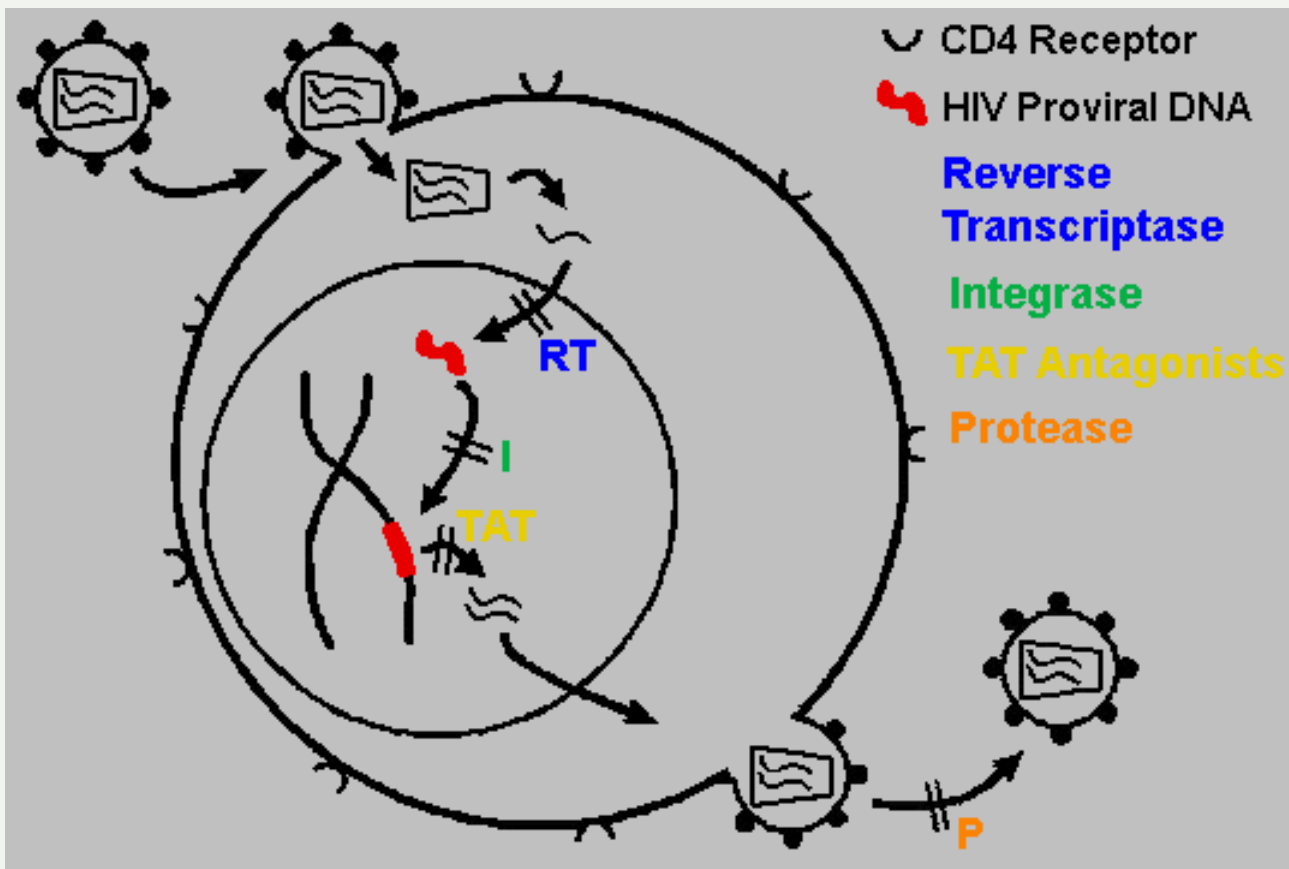 CD4 Receptor
HIV Proviral DNA
Reverse
Transcriptase
Integrase
TAT Antagonists
Protease
RT
I
TAT
P